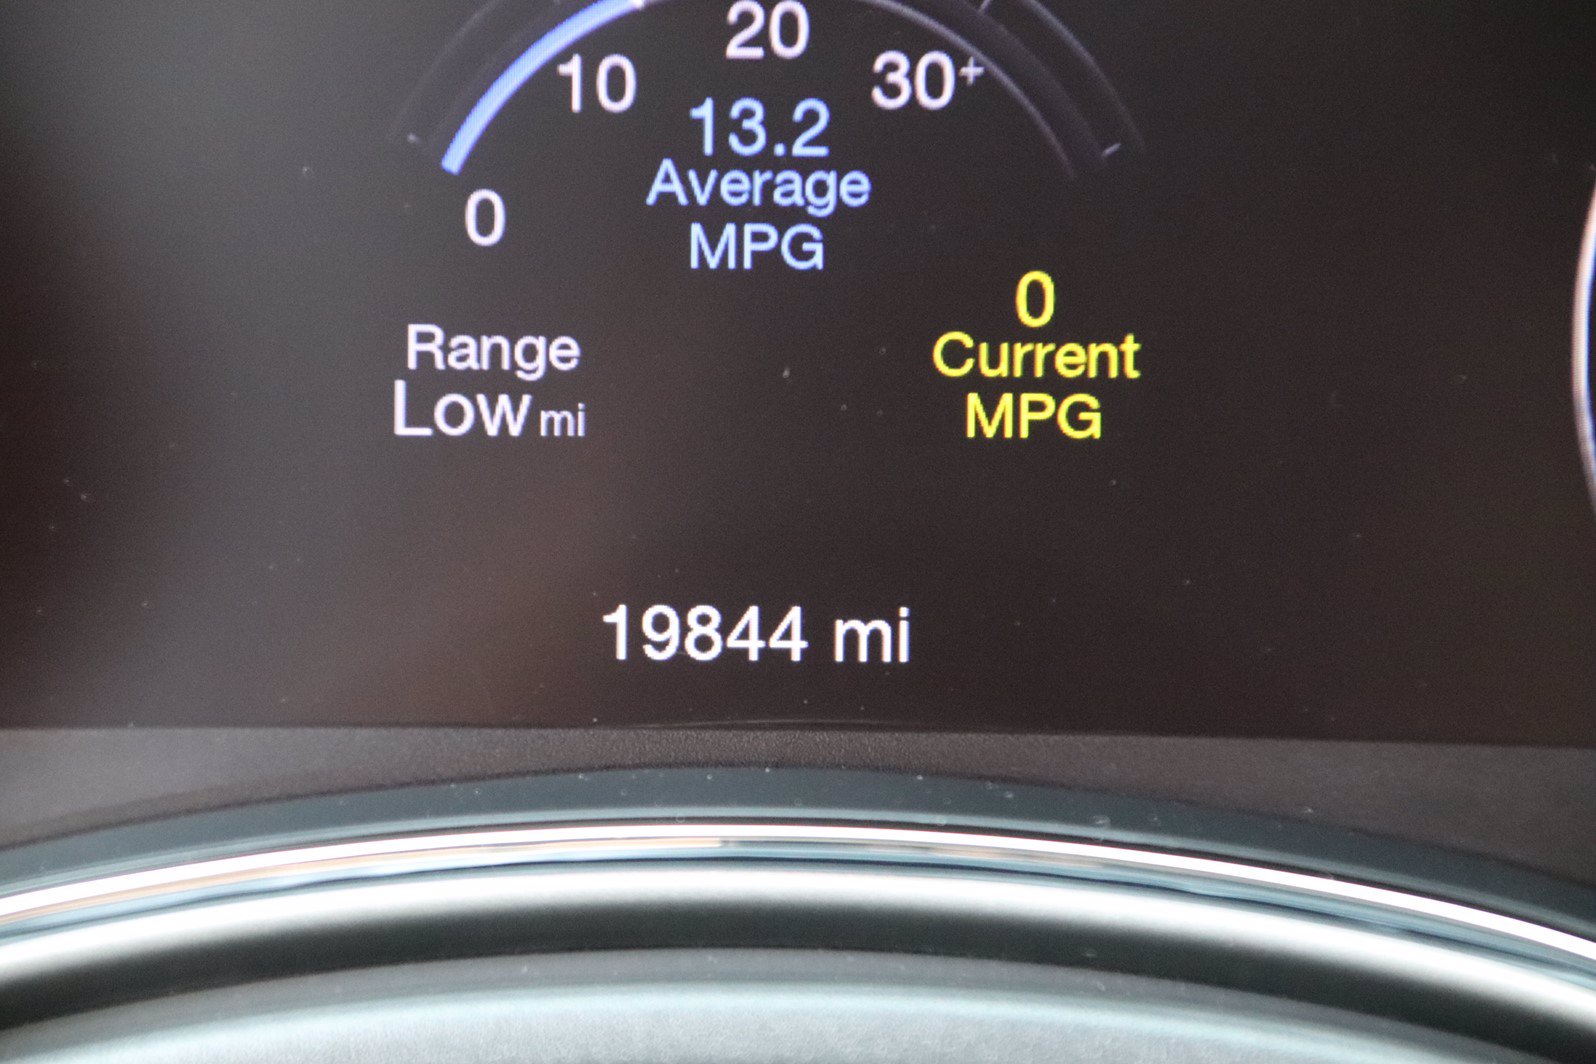 20
10
30+
13.2
Average
MPG
0
0
Range
Current
Low mi
MPG
19844 mi